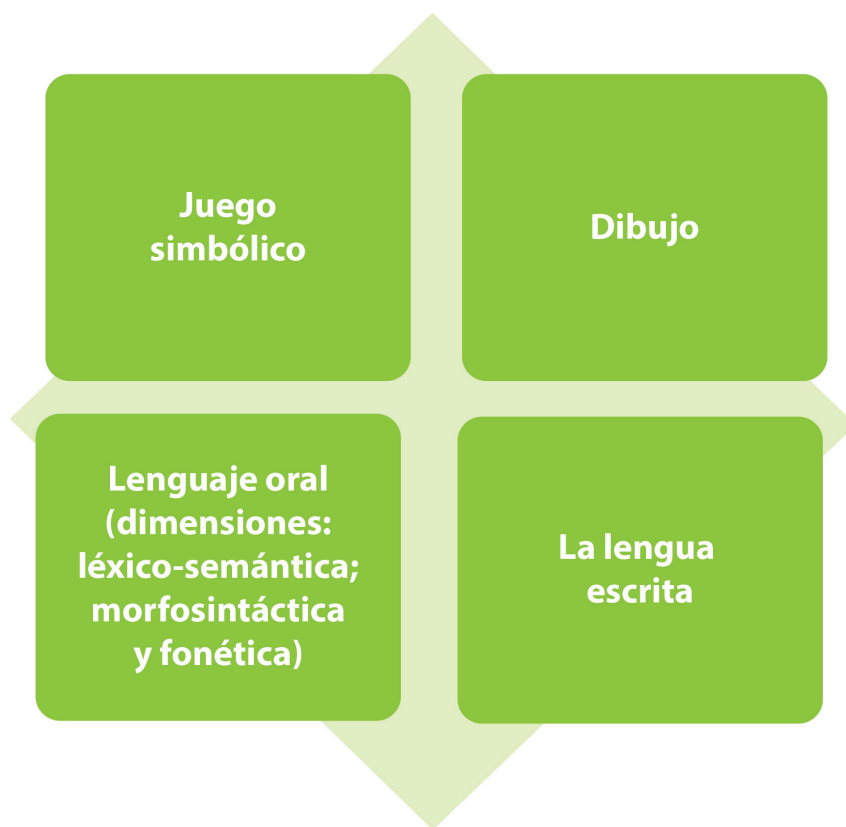 Juego
simbólico
Dibujo
Lenguaje oral
(dimensiones:
léxico-semántica;
morfosintáctica
y fonética)
La lengua
escrita